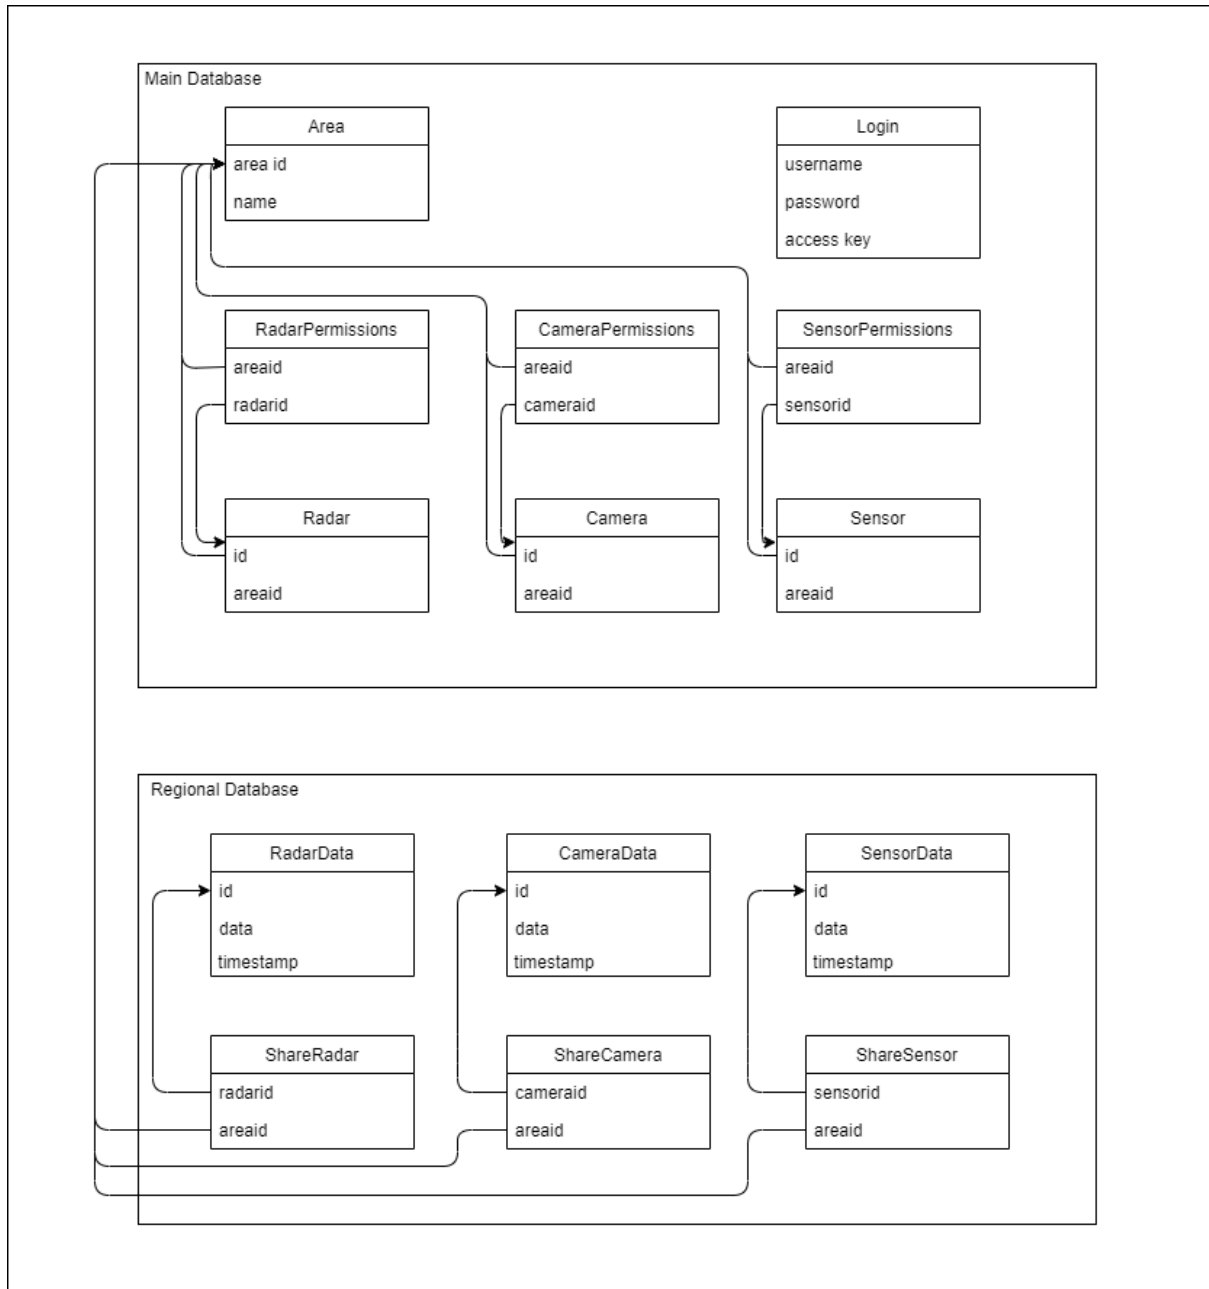 Main Database
Area
area id
name
Login
username
password
access key
RadarPermissions
areaid
radarid
CameraPermissions
areaid
cameraid
SensorPermissions
areaid
sensorid
Radar
id
areaid
Camera
id
areaid
Sensor
id
areaid
Regional Database
RadarData
id
data
timestamp
CameraData
id
data
timestamp
SensorData
id
data
timestamp
ShareRadar
radarid
areaid
ShareCamera
cameraid
areaid
ShareSensor
sensorid
areaid